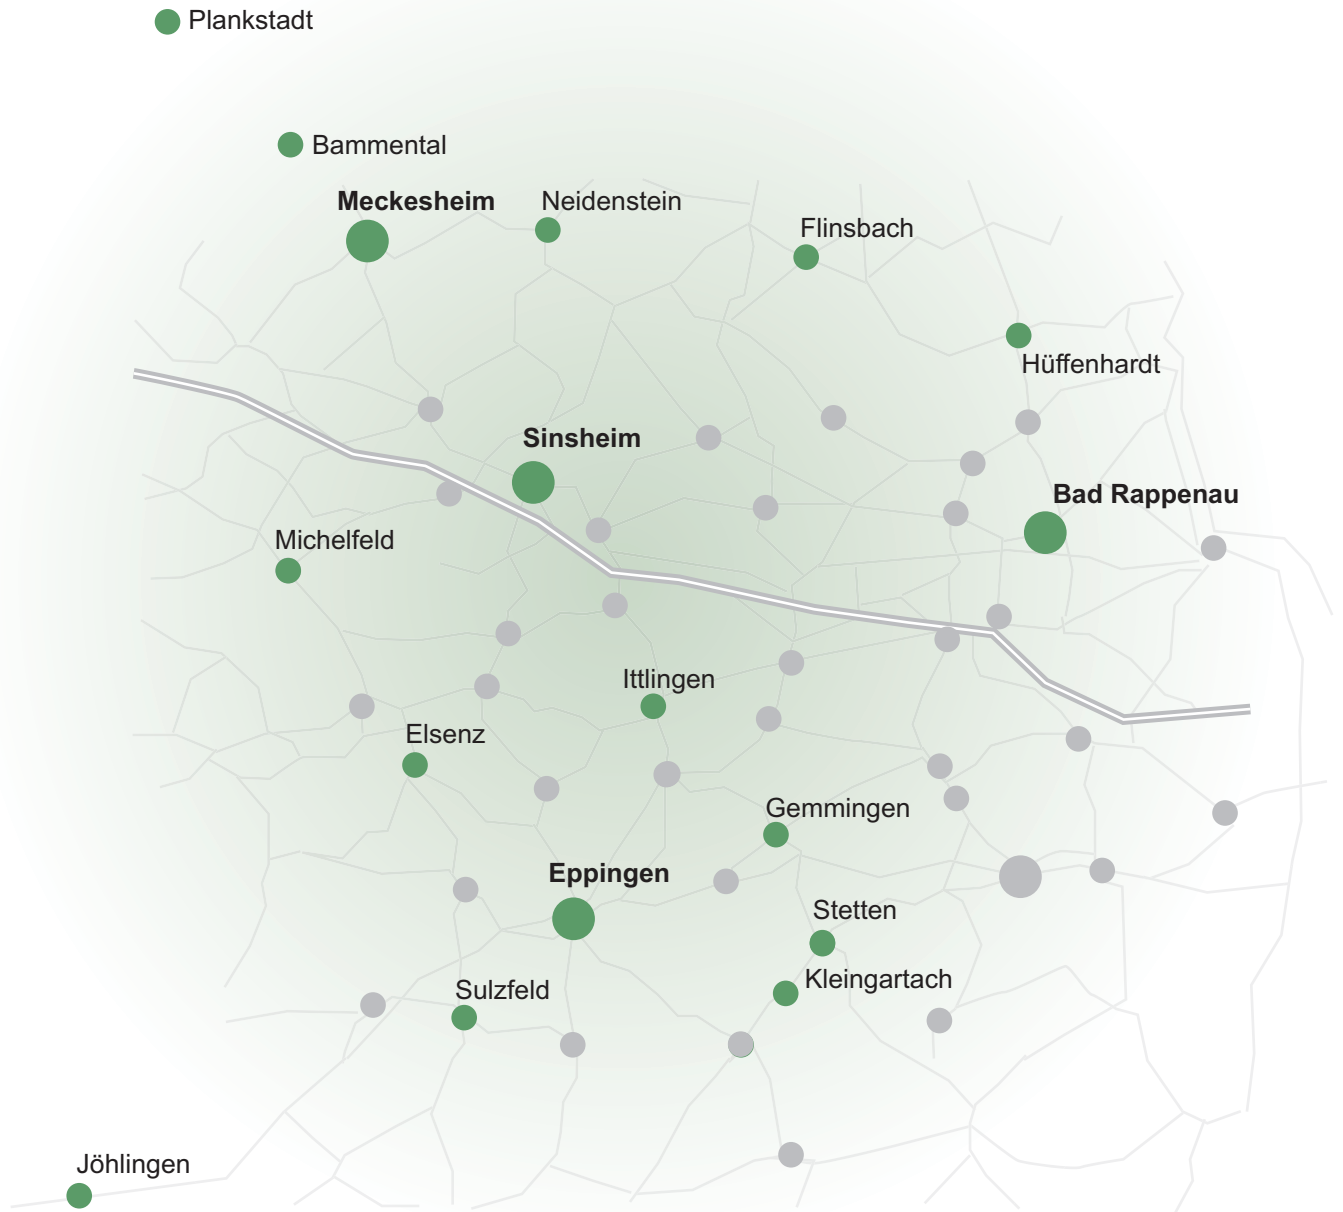 Plankstadt
Bammental
Meckesheim
Neidenstein
Flinsbach
Hüffenhardt
Sinsheim
Bad Rappenau
Michelfeld
Ittlingen
Elsenz
Gemmingen
Eppingen
Stetten
Kleingartach
Sulzfeld
Jöhlingen